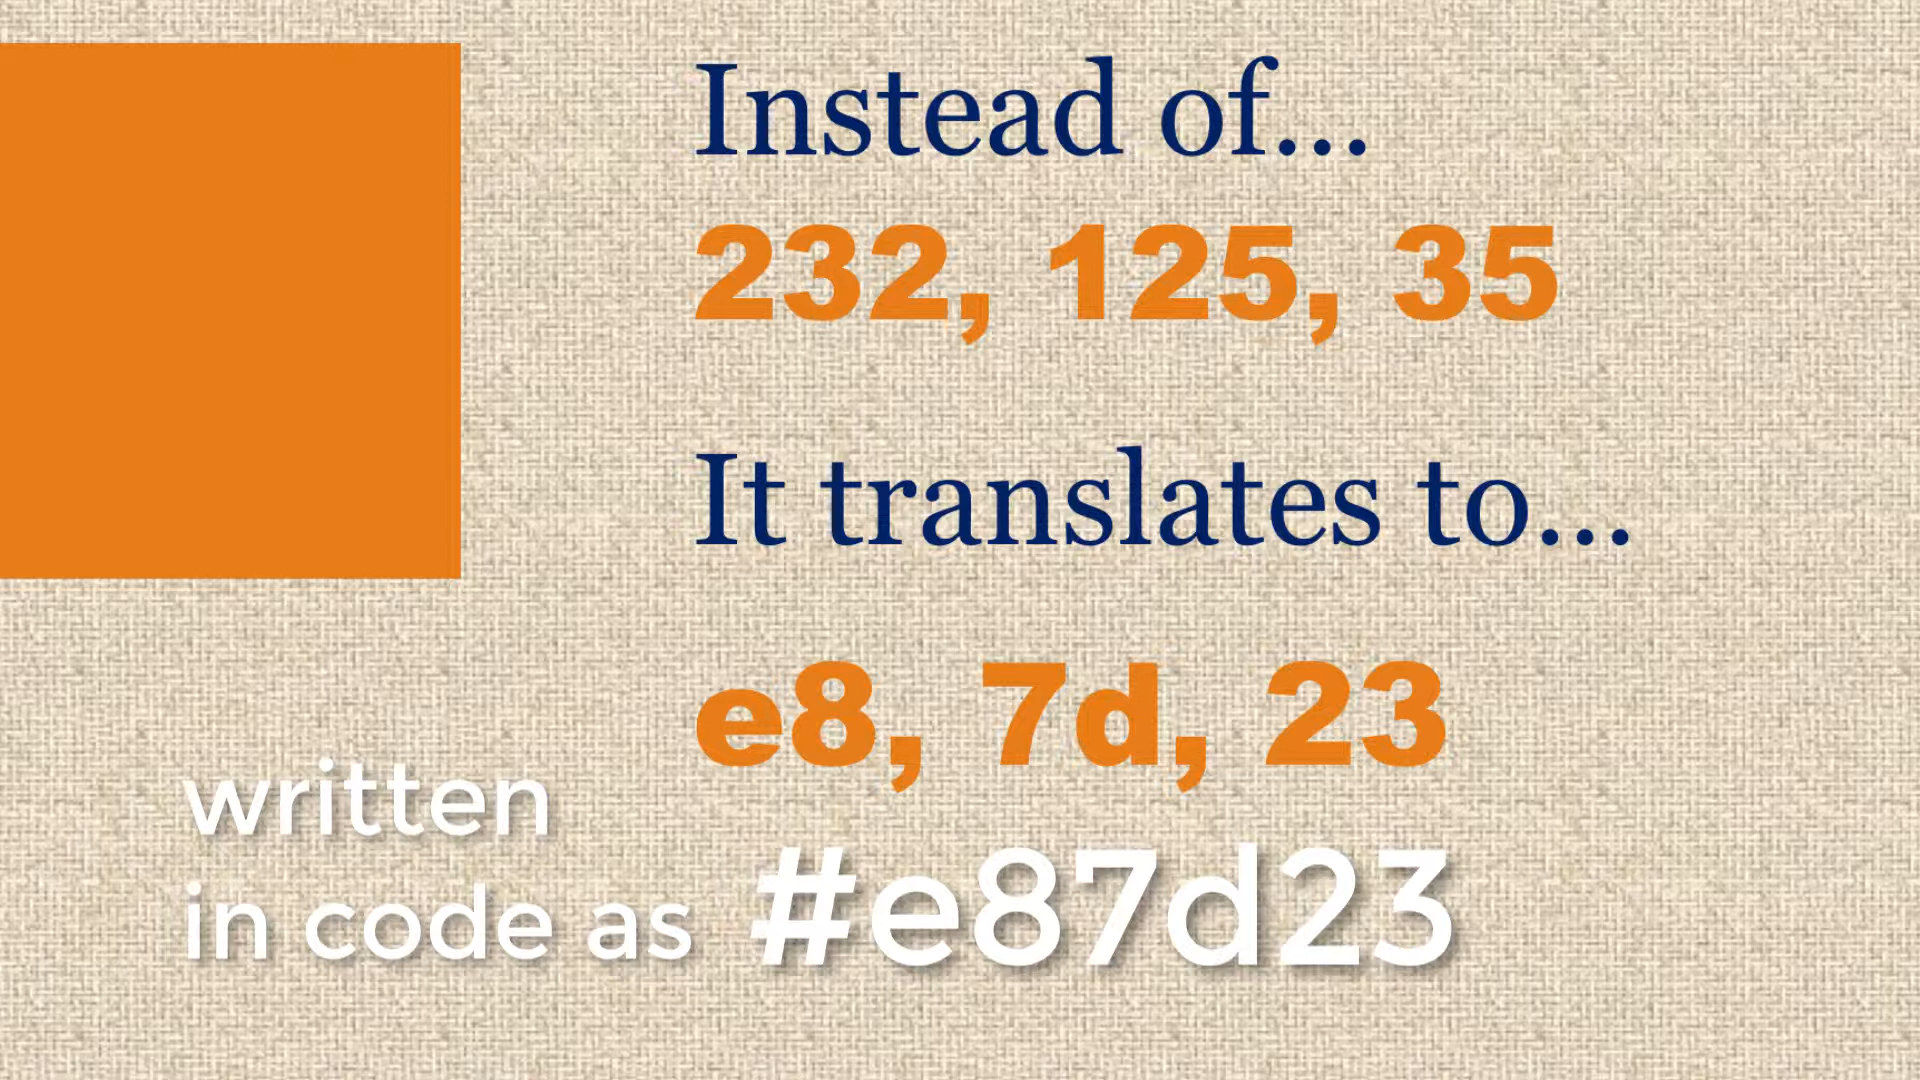 Instead of...
232, 125, 35
It translates to...
e8, 7d, 23
written
in code as #e87d23